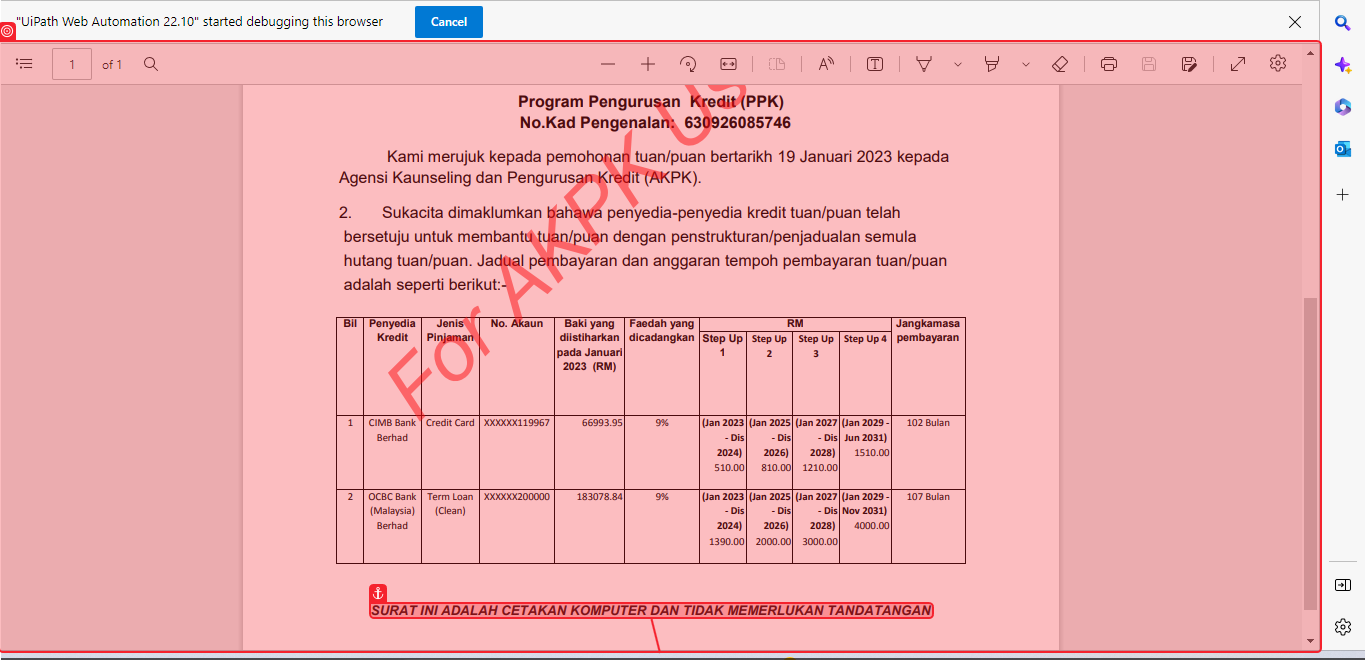 "UiPath Web Automation 22.10" started debugging this browser
Cancel
1 of 1
Program Pengurusan Kredit (PPK)
No.Kad Pengenalan: 630926085746
Kami merujuk kepada pemohonan tuan/puan bertarikh 19 Januari 2023 kepada
Agensi Kaunseling dan Pengurusan Kredit (AKPK).
2. Sukacita dimaklumkan bahawa penyedia-penyedia kredit tuan/puan telah
bersetuju untuk membantu tuan/puan dengan penstrukturan/penjadualan semula
hutang tuan/puan. Jadual pembayaran dan anggaran tempoh pembayaran tuan/puan
adalah seperti berikut:-
For AKPK Us
Bil
Penyedia
Kredit
Jenis
Pinjaman
No. Akaun
Baki yang
diistiharkan
pada Januari
2023 (RM)
Faedah yang
dicadangkan
RM
Step Up
1
Step Up
2
Step Up
3
Step Up 4
Jangkamasa
pembayaran
1
CIMB Bank
Berhad
Credit Card
XXXXXX119967
66993.95
9%
(Jan 2023
- Dis
2024)
510.00
(Jan 2025
- Dis
2026)
810.00
(Jan 2027
- Dis
2028)
1210.00
(Jan 2029 -
Jun 2031)
1510.00
102 Bulan
2
OCBC Bank
(Malaysia)
Berhad
Term Loan
(Clean)
XXXXXX200000
183078.84
9%
(Jan 2023
- Dis
2024)
1390.00
(Jan 2025
- Dis
2026)
2000.00
(Jan 2027
- Dis
2028)
3000.00
(Jan 2029 -
Nov 2031)
4000.00
107 Bulan
SURAT INI ADALAH CETAKAN KOMPUTER DAN TIDAK MEMERLUKAN TANDATANGAN